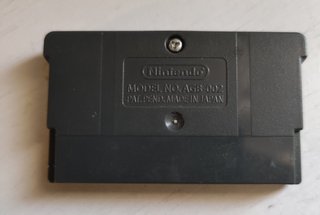 Nintendo
MODEL NO. AGB-002
PAT. PEND. MADE IN JAPAN